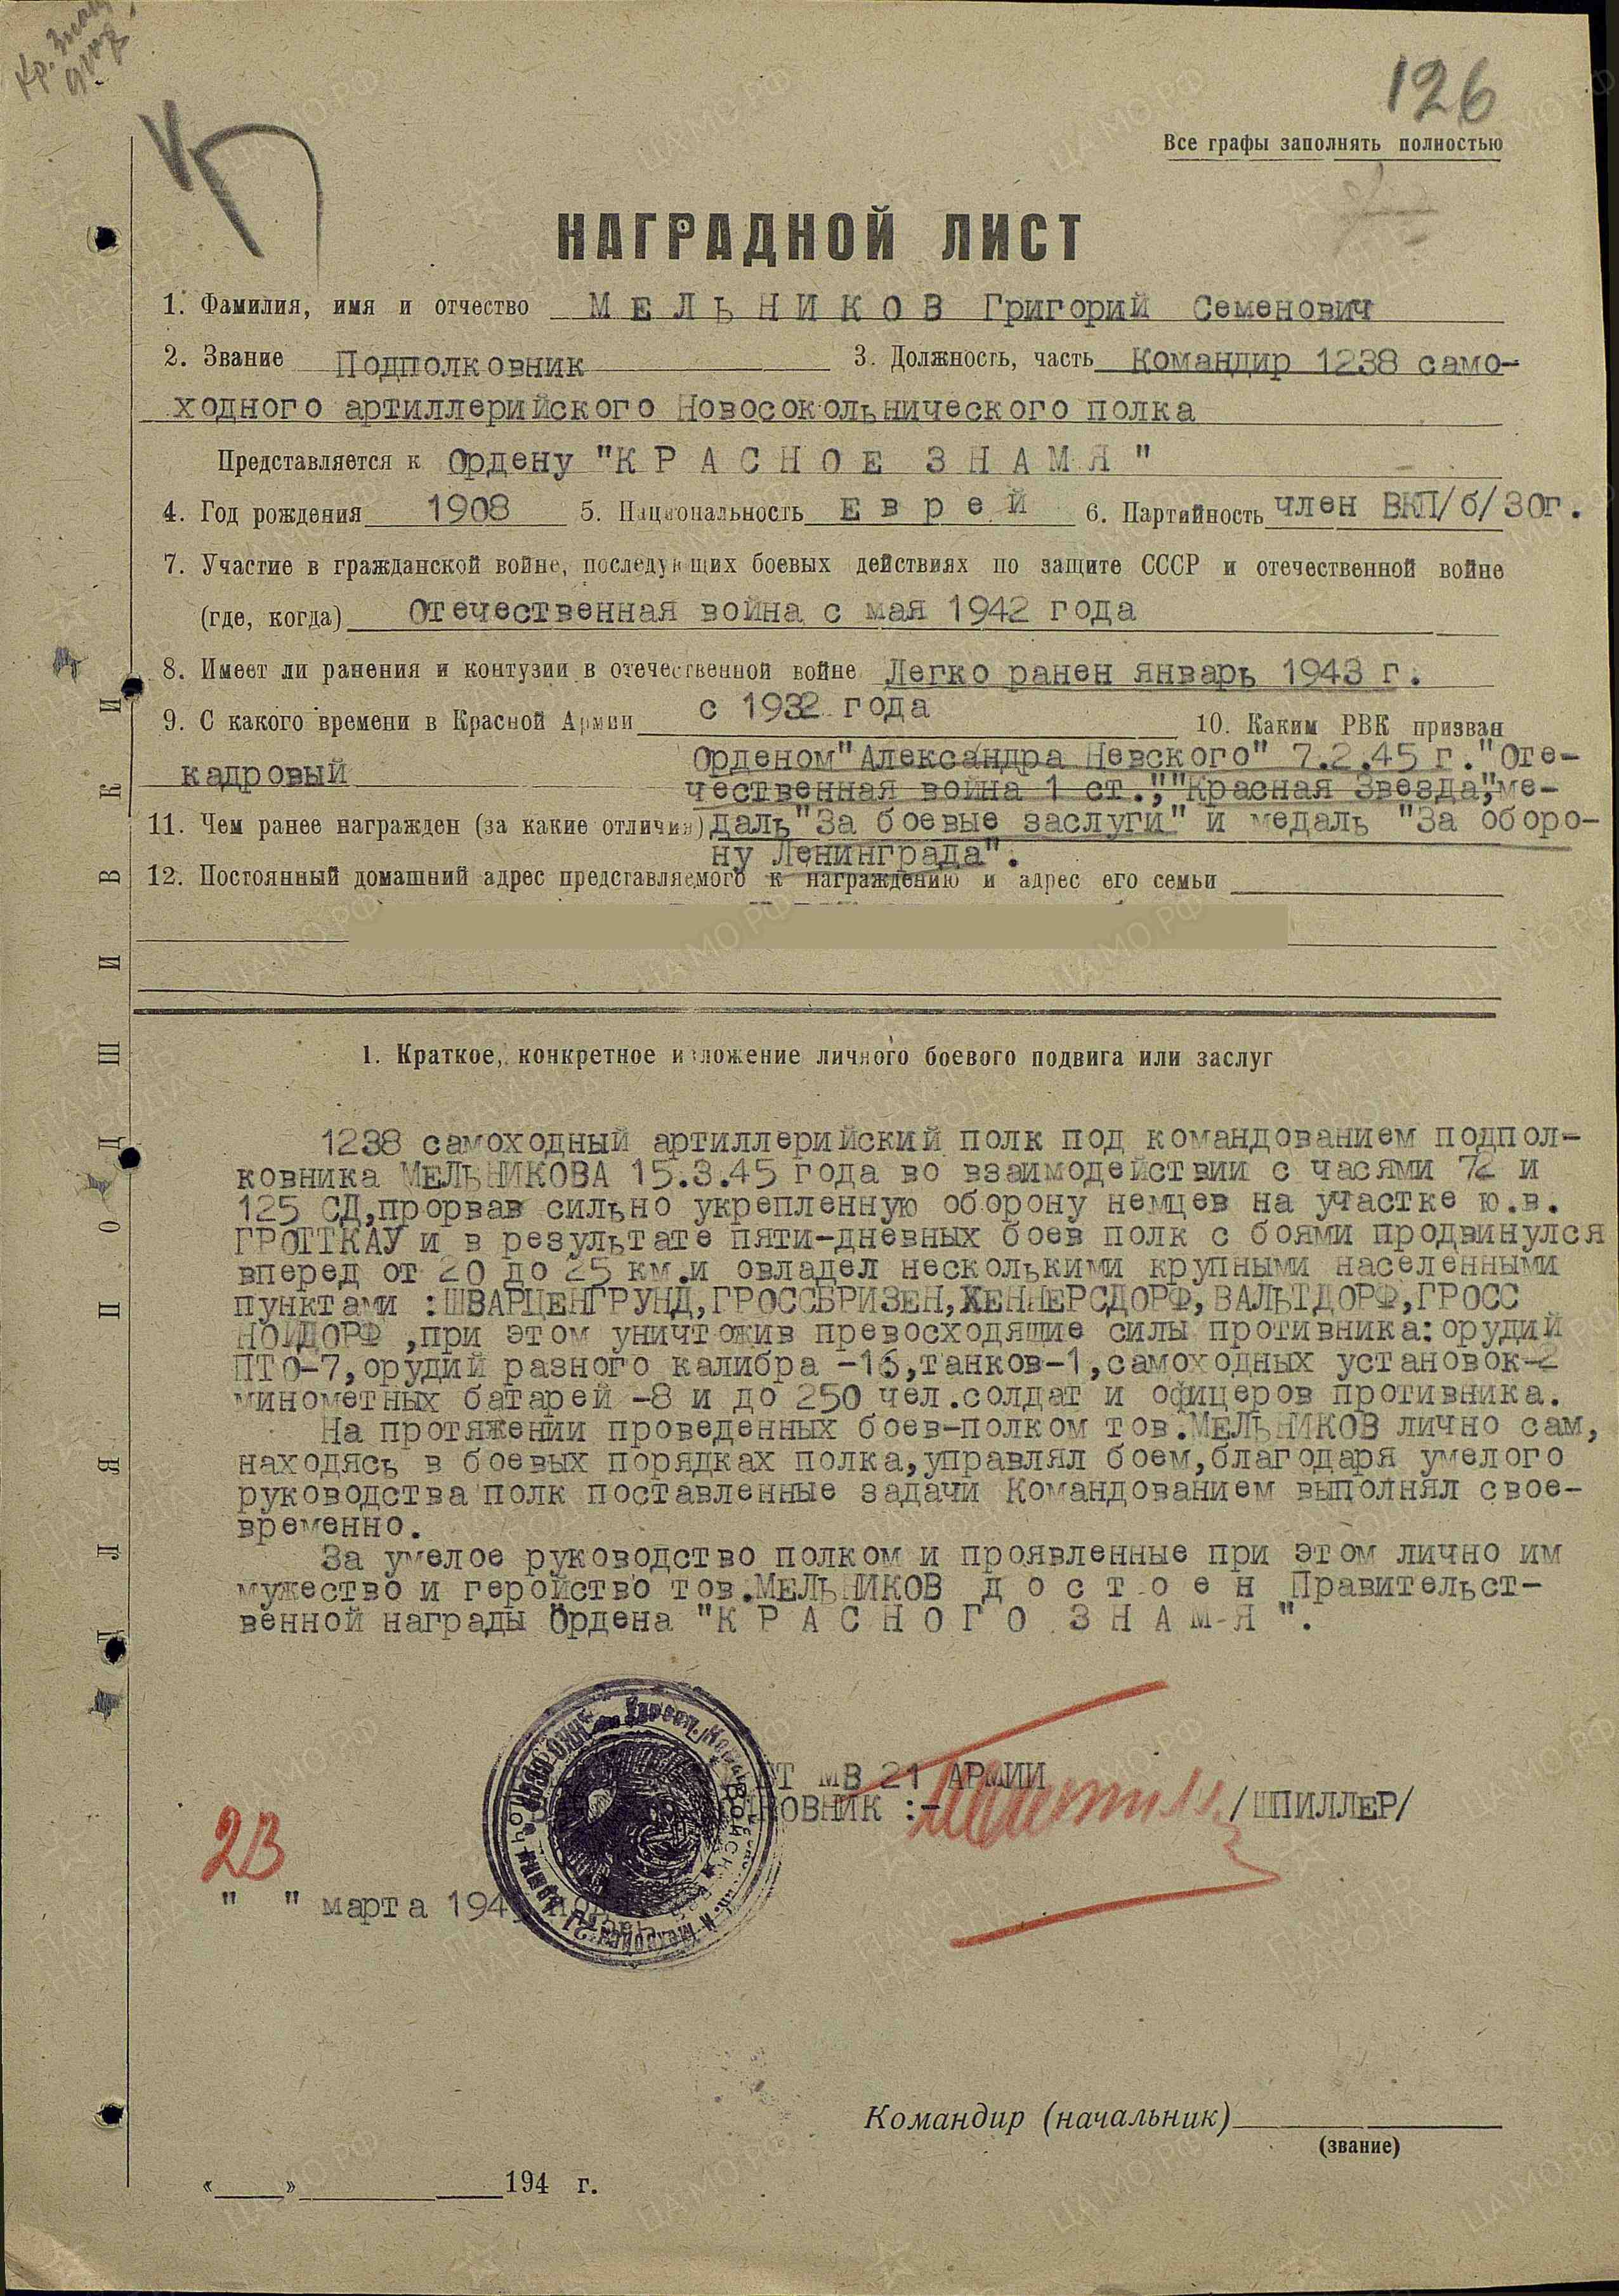 126
Все графы заполнять полностью
НАГРАДНОЙ ЛИСТ
1. Фамилия, имя и отчество МЕЛЬНИКОВ Григорий Семенович
2. Звание Подполковник 3. Должность, часть Командир 1238 само-
ходного артиллерийского Новосокольнического полка
Представляется к Ордену "КРАСНОЕ ЗНАМЯ"
4. Год рождения 1908 5. Национальность Еврей 6. Партийность член ВКП/б/30г.
7. Участие в гражданской войне, последующих боевых действиях по защите СССР и отечественной войне
(где, когда) Отечественная война с мая 1942 года
8. Имеет ли ранения и контузии в отечественной войне Легко ранен январь 1943 г.
9. С какого времени в Красной Армии с 1932 года 10. Каким РВК призван
кадровый
Орденом "Александра Невского" 7.2.45 г. "Оте-
чественная война 1 ст.", "Красная Звезда", ме-
11. Чем ранее награжден (за какие отличия) даль "За боевые заслуги" и медаль "За оборо-
ну Ленинграда".
12. Постоянный домашний адрес представляемого к награждению и адрес его семьи
1. Краткое, конкретное изложение личного боевого подвига или заслуг
1238 самоходный артиллерийский полк под командованием подпол-
ковника МЕЛЬНИКОВА 15.3.45 года во взаимодействии с часями 72 и
125 СД,прорвав сильно укрепленную оборону немцев на участке ю.в.
ГРОТТКАУ и в результате пяти-дневных боев полк с боями продвинулся
вперед от 20 до 25 км.и овладел несколькими крупными населенными
пунктами :ШВАРЦЕНГРУНД,ГРОССБРИЗЕН,ХЕННЕРСДОРФ,ВАЛЬТДОРФ,ГРОСС
НОЙДОРФ ,при этом уничтожив превосходящие силы противника:орудий
ПТО-7,орудий разного калибра -16,танков-1,самоходных установок-2
минометных батарей -8 и до 250 чел.солдат и офицеров противника.
На протяжении проведенных боев-полком тов.МЕЛЬНИКОВ лично сам,
находясь в боевых порядках полка,управлял боем,благодаря умелого
руководства полк поставленные задачи Командованием выполнял свое-
временно.
За умелое руководство полком и проявленные при этом лично им
мужество и геройство тов.МЕЛЬНИКОВ достоен Правительст-
венной награды Ордена "КРАСНОГО ЗНАМ-Я".
МВ 21 АРМИИ
ОВНИК :- /ШПИЛЛЕР/
23
" " марта 194
Командир (начальник)
(звание)
« » 194 г.
ПОДШИВКИ
ДЛЯ